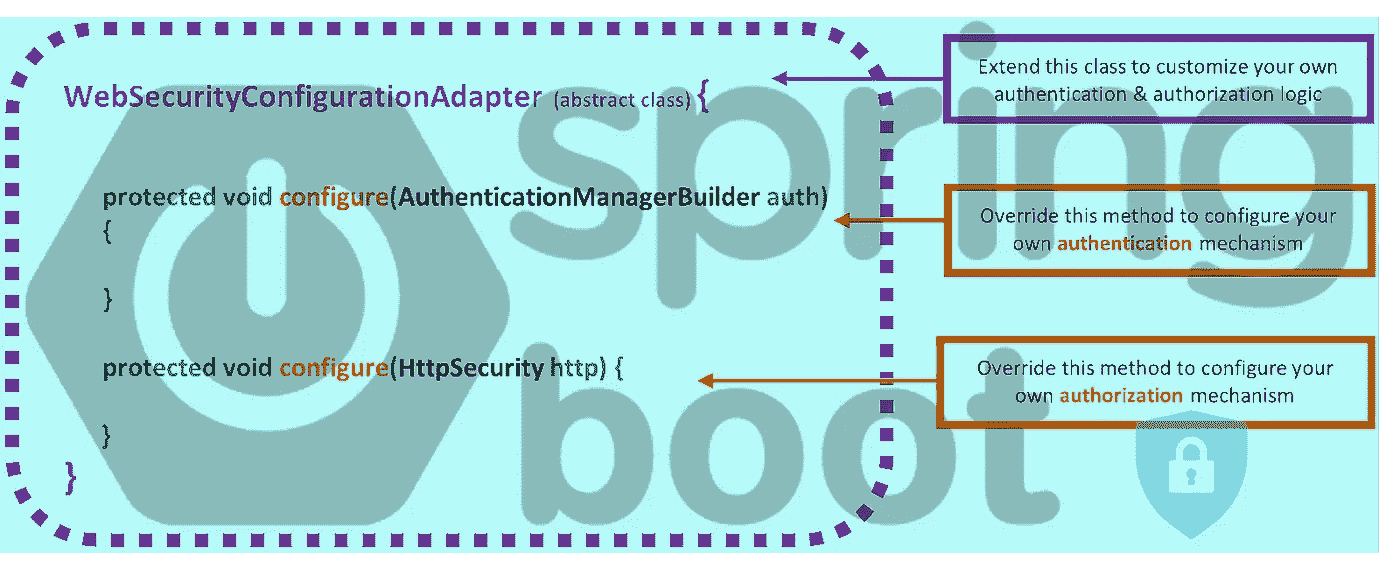 WebSecurityConfigurationAdapter (abstract class) {
Extend this class to customize your own
authentication & authorization logic
protected void configure(AuthenticationManagerBuilder auth)
{
}
Override this method to configure your
own authentication mechanism
protected void configure(HttpSecurity http) {
}
Override this method to configure your
own authorization mechanism
}
spring
boot